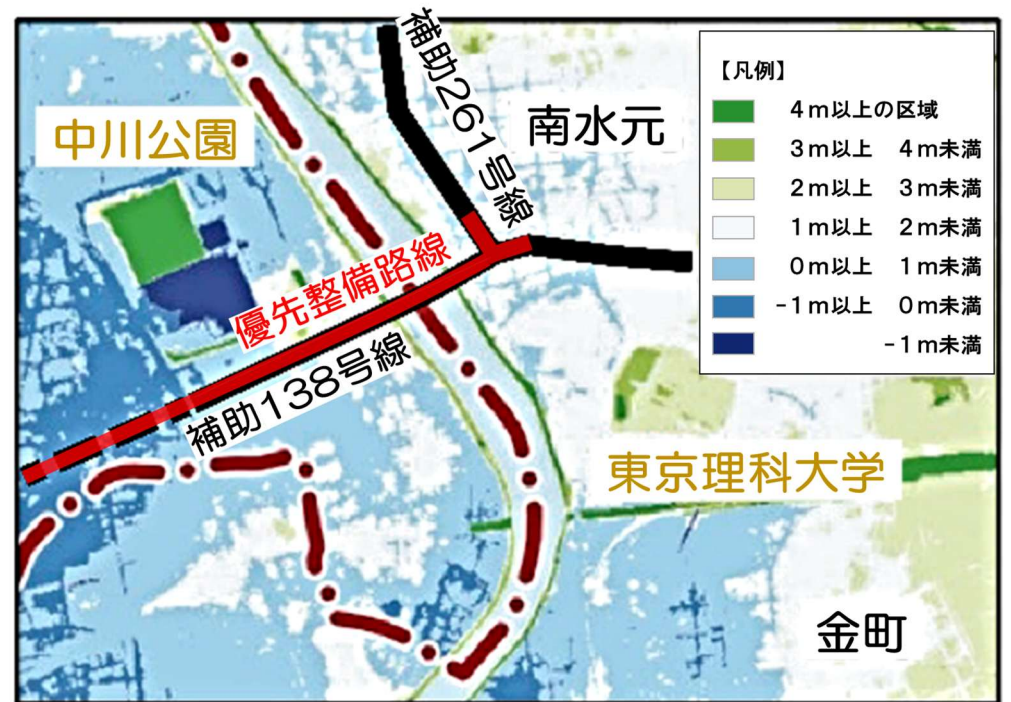 補助261号線
南水元
中川公園
優先整備路線
補助138号線
東京理科大学
金町
【凡例】
4m以上の区域
3m以上 4m未満
2m以上 3m未満
1m以上 2m未満
0m以上 1m未満
-1m以上 0m未満
-1m未満